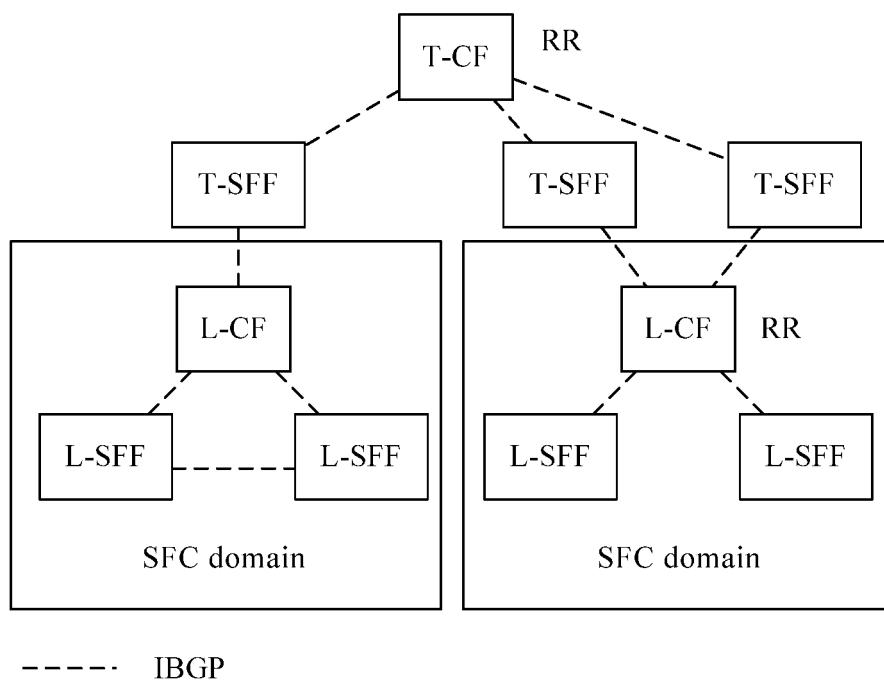 T-CF
RR
T-SFF
T-SFF
T-SFF
L-CF
L-CF
RR
L-SFF
L-SFF
L-SFF
L-SFF
SFC domain
SFC domain
IBGP